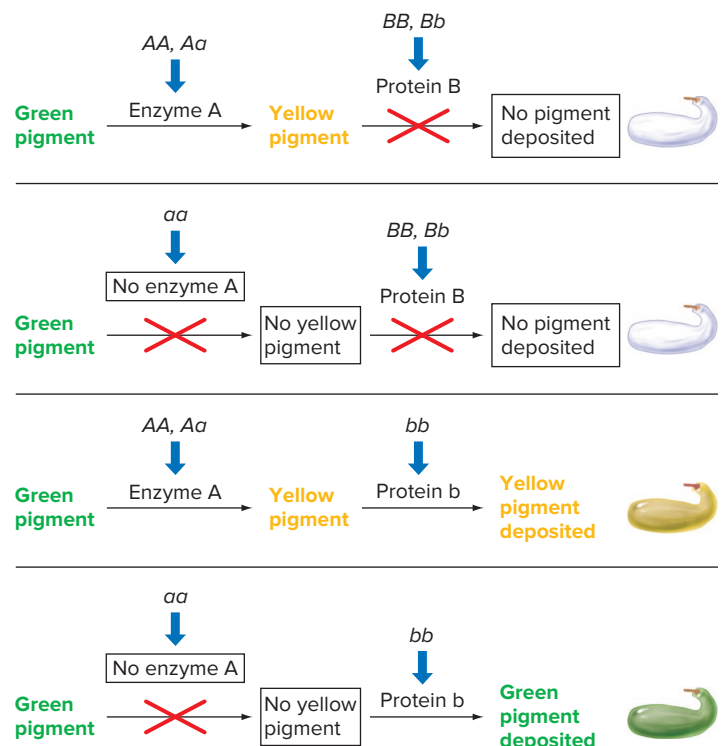 AA, Aa
BB, Bb
Green
pigment
Enzyme A
Yellow
pigment
Protein B
No pigment
deposited
aa
BB, Bb
No enzyme A
Green
pigment
No yellow
pigment
Protein B
No pigment
deposited
AA, Aa
bb
Green
pigment
Enzyme A
Yellow
pigment
Protein b
Yellow
pigment
deposited
aa
bb
No enzyme A
Green
pigment
No yellow
pigment
Protein b
Green
pigment
deposited